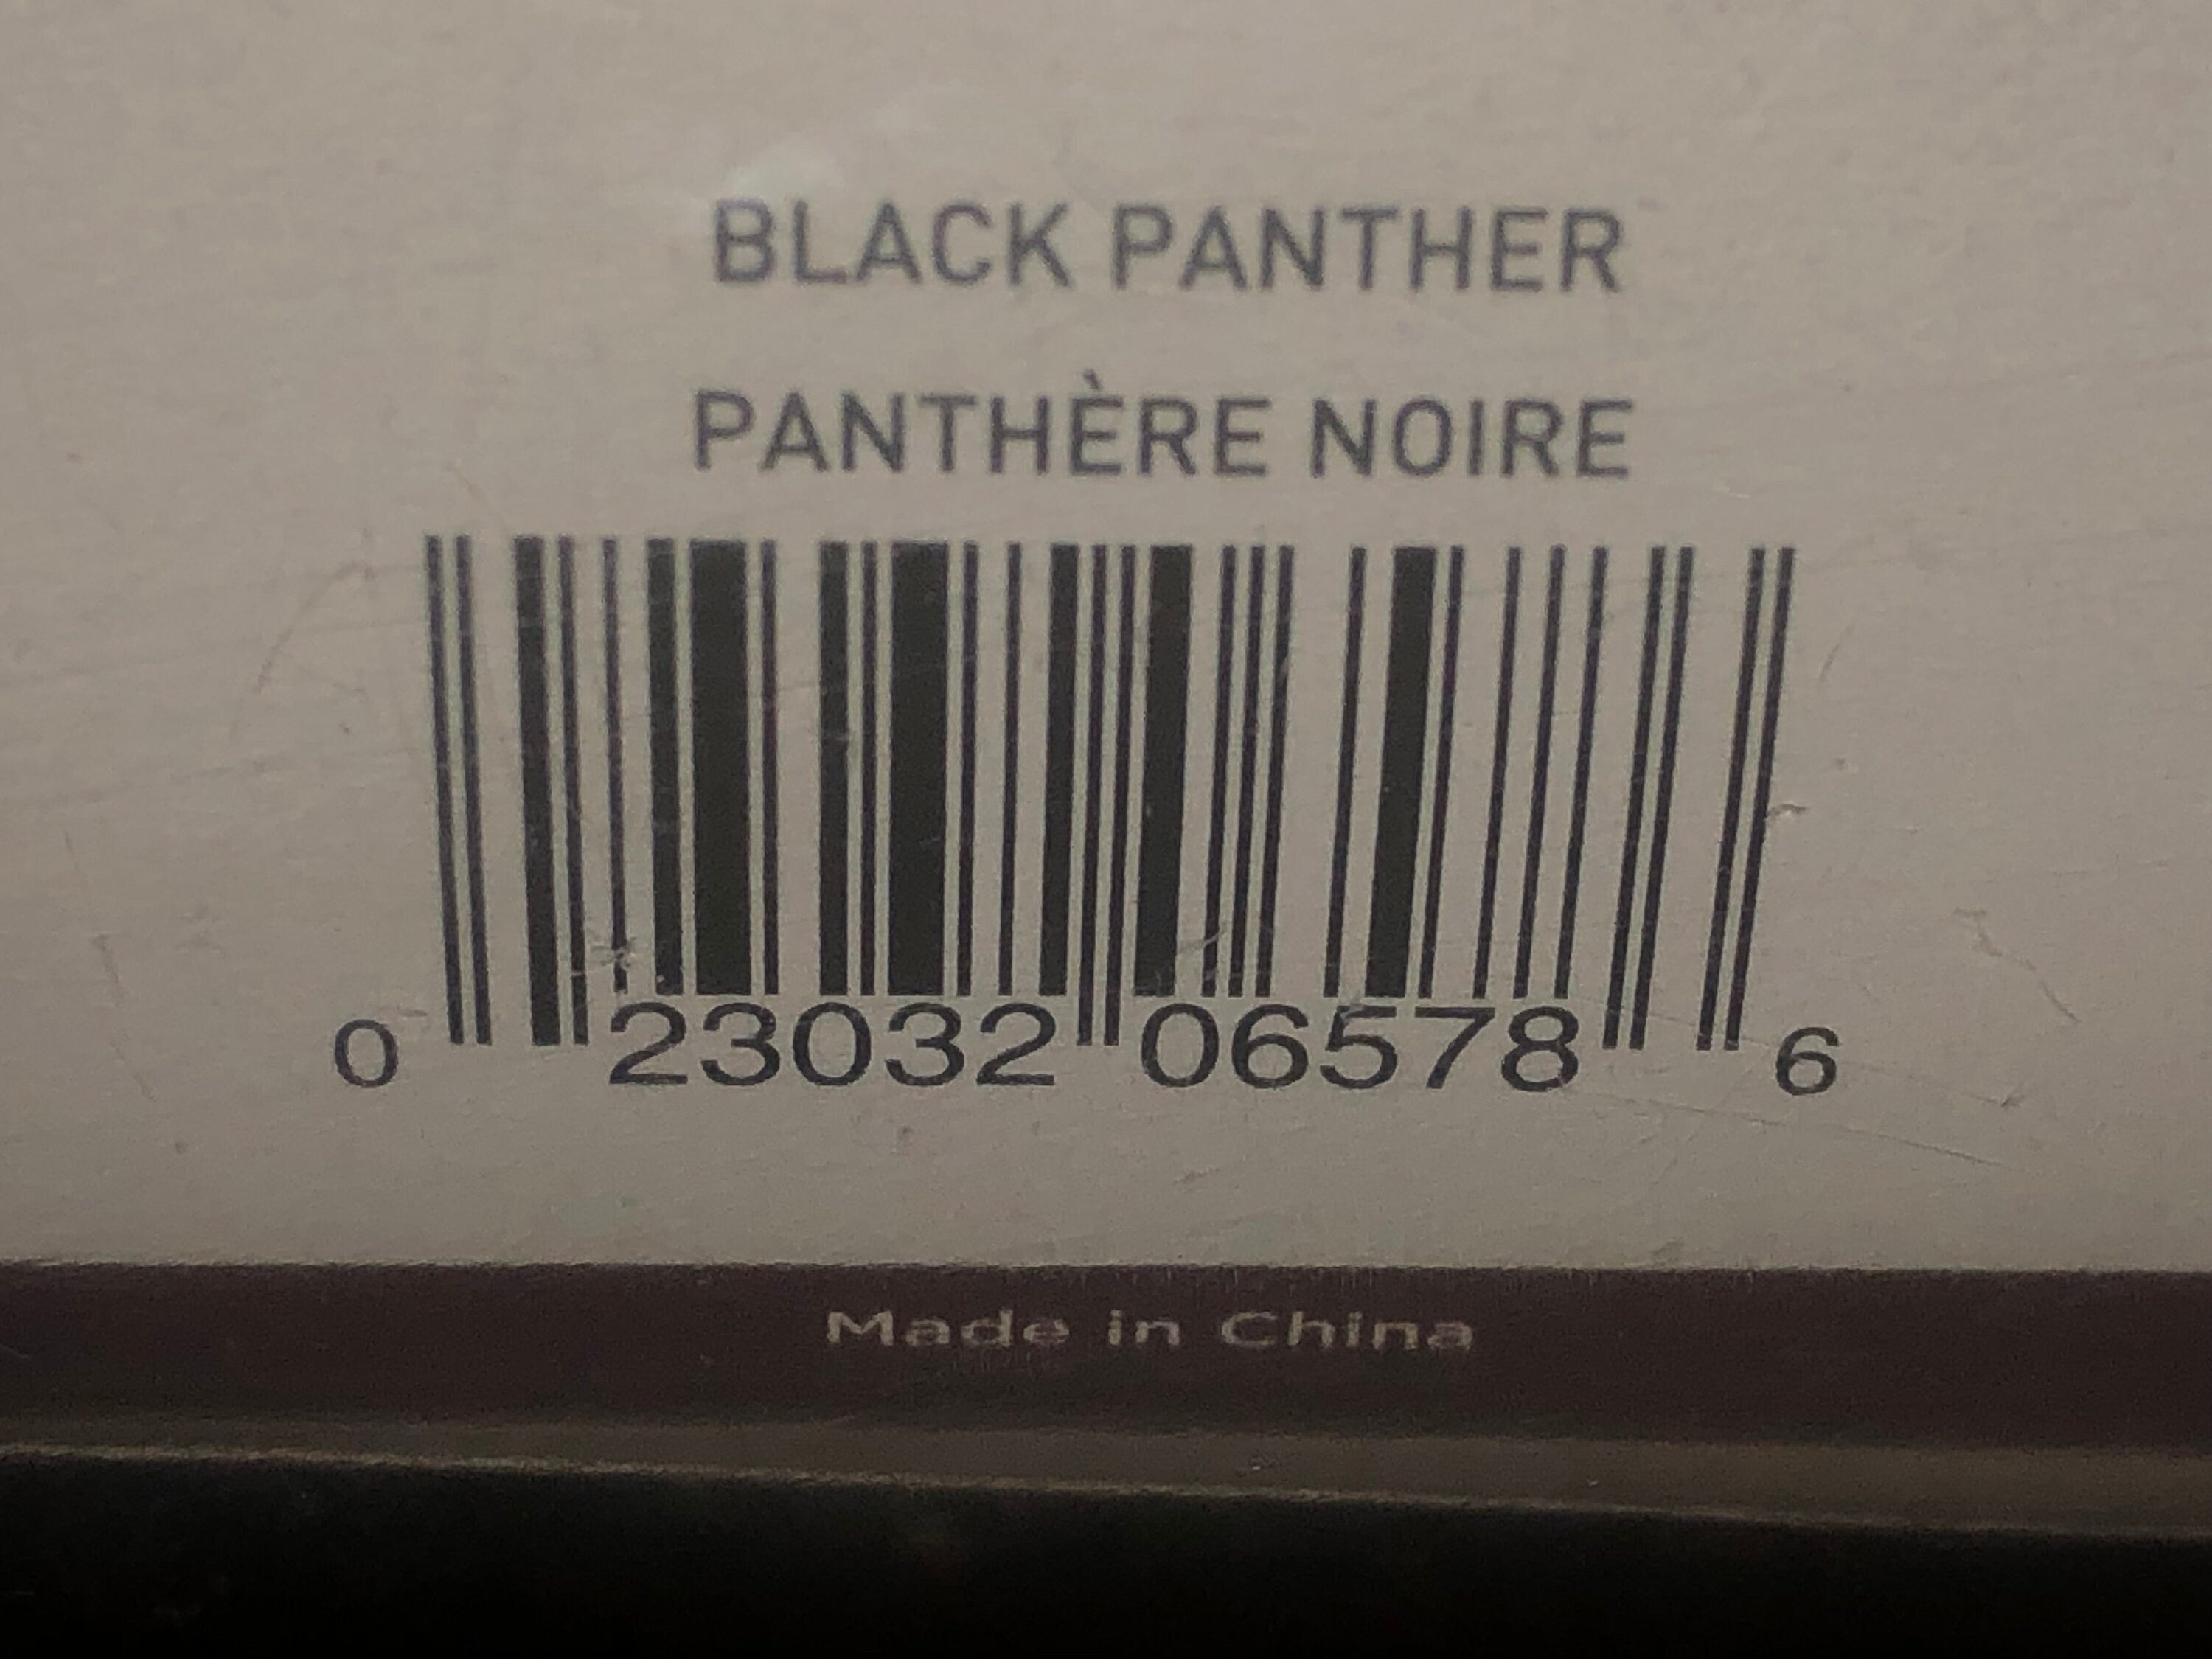 BLACK PANTHER
PANTHÈRE NOIRE
0 23032 06578 6
Made in China